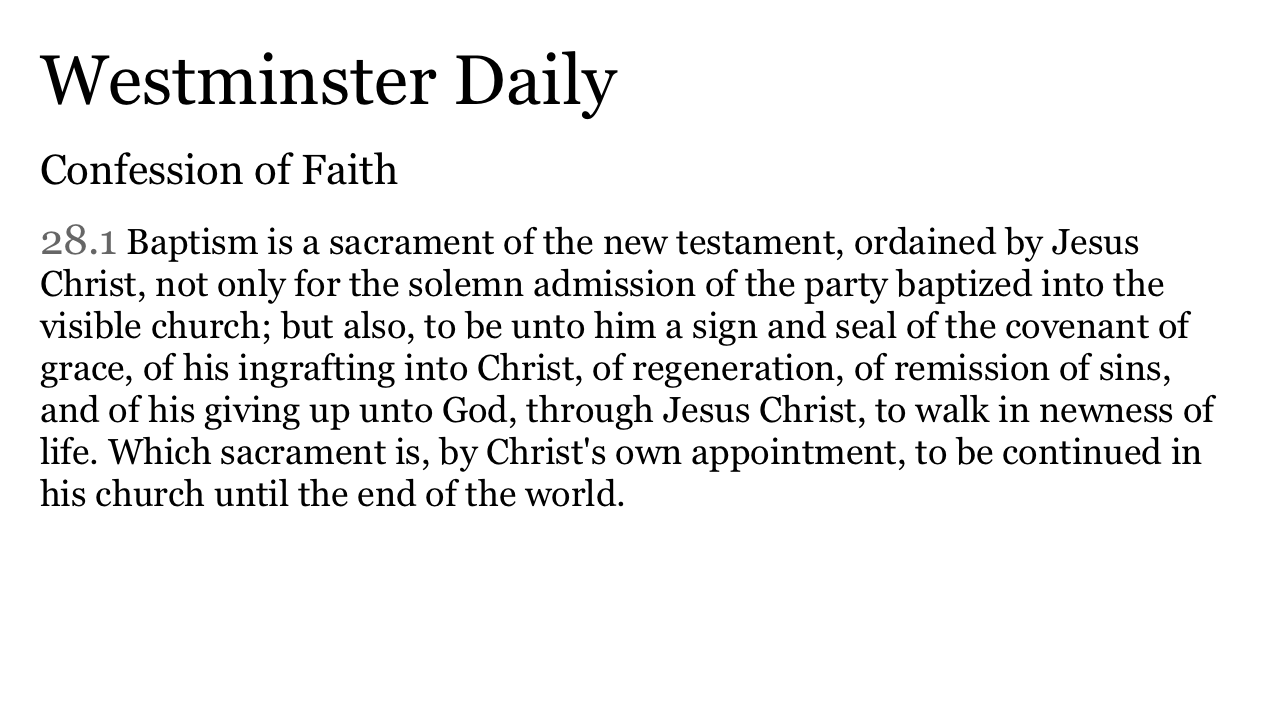 Westminster Daily
Confession of Faith
28.1 Baptism is a sacrament of the new testament, ordained by Jesus
Christ, not only for the solemn admission of the party baptized into the
visible church; but also, to be unto him a sign and seal of the covenant of
grace, of his ingrafting into Christ, of regeneration, of remission of sins,
and of his giving up unto God, through Jesus Christ, to walk in newness of
life. Which sacrament is, by Christ's own appointment, to be continued in
his church until the end of the world.